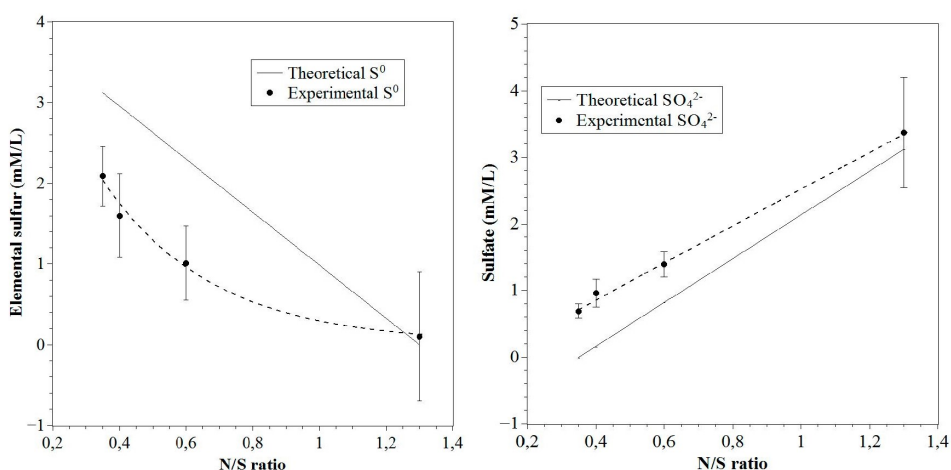 4
3
2
1
0
−1
Elemental sulfur (mM/L)
Theoretical S⁰
Experimental S⁰
0,2 0,4 0,6 0,8 1 1,2 1,4
N/S ratio
5
4
3
2
1
0
−1
Sulfate (mM/L)
Theoretical SO₄²⁻
Experimental SO₄²⁻
0,2 0,4 0,6 0,8 1 1,2 1,4
N/S ratio